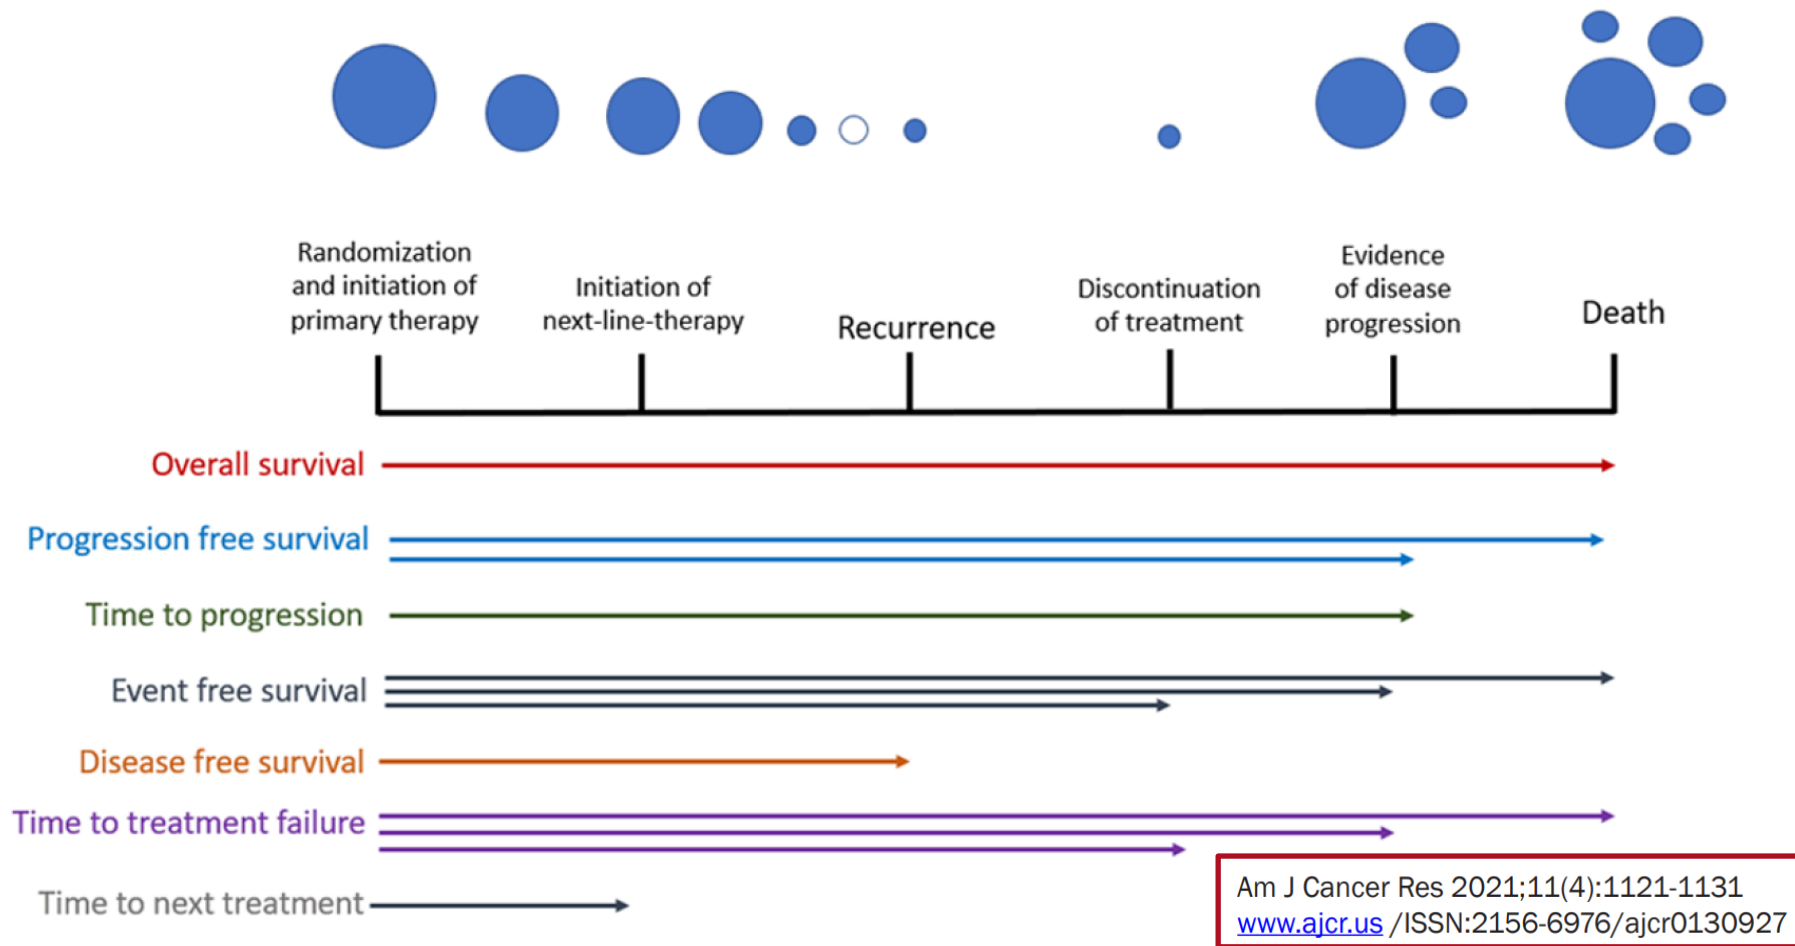 Randomization
and initiation of
primary therapy
Initiation of
next-line-therapy
Recurrence
Discontinuation
of treatment
Evidence
of disease
progression
Death
Overall survival
Progression free survival
Time to progression
Event free survival
Disease free survival
Time to treatment failure
Time to next treatment
Am J Cancer Res 2021;11(4):1121-1131
www.ajcr.us /ISSN:2156-6976/ajcr0130927